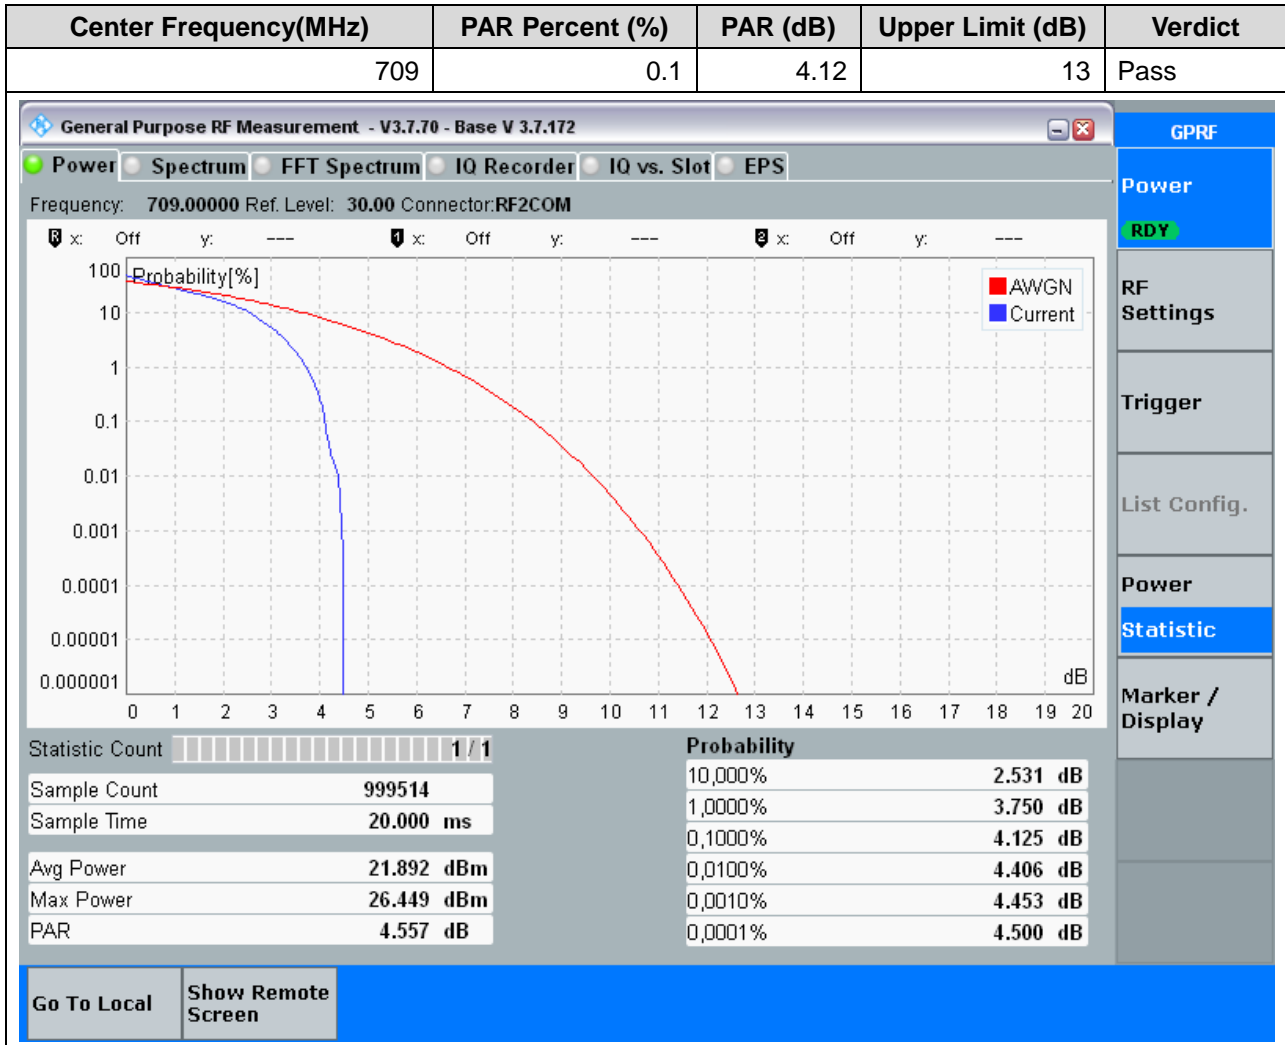 Center Frequency(MHz) PAR Percent (%) PAR (dB) Upper Limit (dB) Verdict
709 0.1 4.12 13 Pass
General Purpose RF Measurement - V3.7.70 - Base V 3.7.172
GPRF
Power Spectrum FFT Spectrum IQ Recorder IQ vs. Slot EPS
Power
RDY
Frequency: 709.00000 Ref. Level: 30.00 Connector:RF2COM
R x: Off y: --- 1 x: Off y: --- 2 x: Off y: ---
Probability[%]
AWGN
Current
100
10
1
0.1
0.01
0.001
0.0001
0.00001
0.000001
dB
0 1 2 3 4 5 6 7 8 9 10 11 12 13 14 15 16 17 18 19 20
RF
Settings
Trigger
List Config.
Power
Statistic
Marker /
Display
Statistic Count 1 / 1
Sample Count 999514
Sample Time 20.000 ms
Avg Power 21.892 dBm
Max Power 26.449 dBm
PAR 4.557 dB
Probability
10,000% 2.531 dB
1,0000% 3.750 dB
0,1000% 4.125 dB
0,0100% 4.406 dB
0,0010% 4.453 dB
0,0001% 4.500 dB
Go To Local
Show Remote
Screen